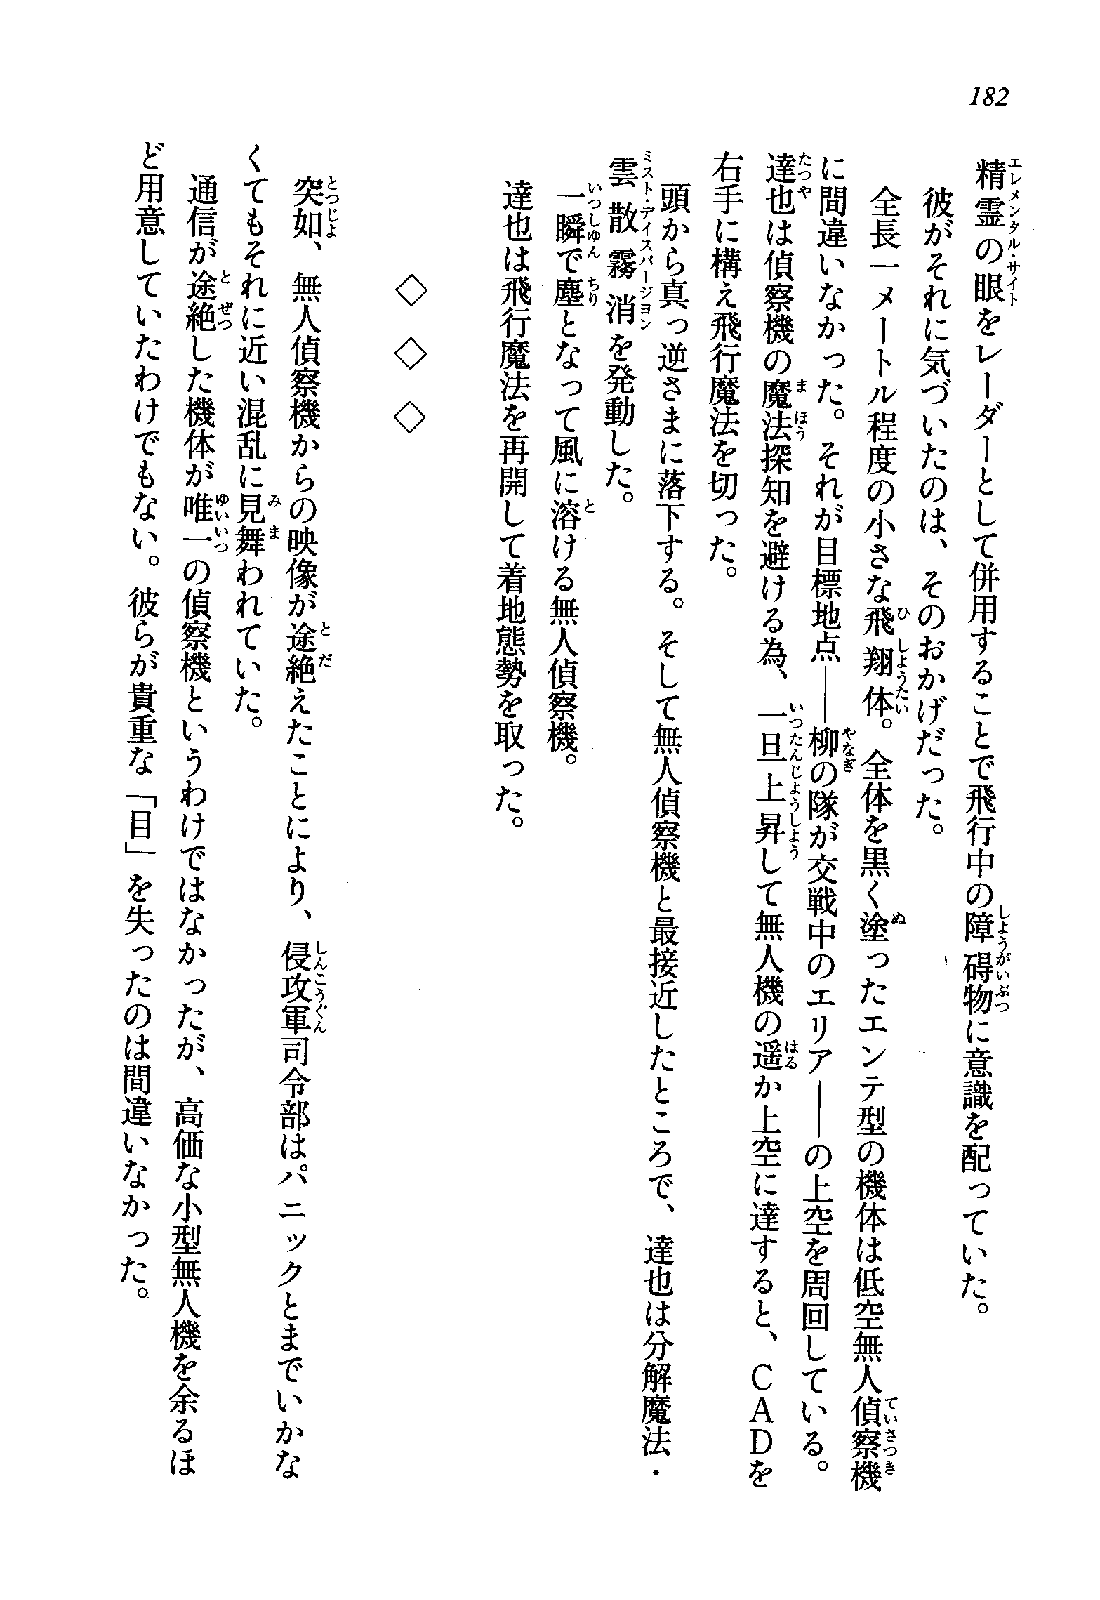 182
精霊の眼をレーダーとして併用することで飛行中の障碍物に意識を配っていた。
彼がそれに気づいたのは、そのおかげだった。
全長一メートル程度の小さな飛翔体。全体を黒く塗ったエンテ型の機体は低空無人偵察機
に間違いなかった。それが目標地点――柳の隊が交戦中のエリア――の上空を周回している。
達也は偵察機の魔法探知を避ける為、一旦上昇して無人機の遥か上空に達すると、CADを
右手に構え飛行魔法を切った。
頭から真っ逆さまに落下する。そして無人偵察機と最接近したところで、達也は分解魔法・
雲散霧消を発動した。
一瞬で塵となって風に溶ける無人偵察機。
達也は飛行魔法を再開して着地態勢を取った。
◇ ◇ ◇
突如、無人偵察機からの映像が途絶えたことにより、侵攻軍司令部はパニックとまでいかな
くてもそれに近い混乱に見舞われていた。
通信が途絶した機体が唯一の偵察機というわけではなかったが、高価な小型無人機を余るほ
ど用意していたわけでもない。彼らが貴重な「目」を失ったのは間違いなかった。